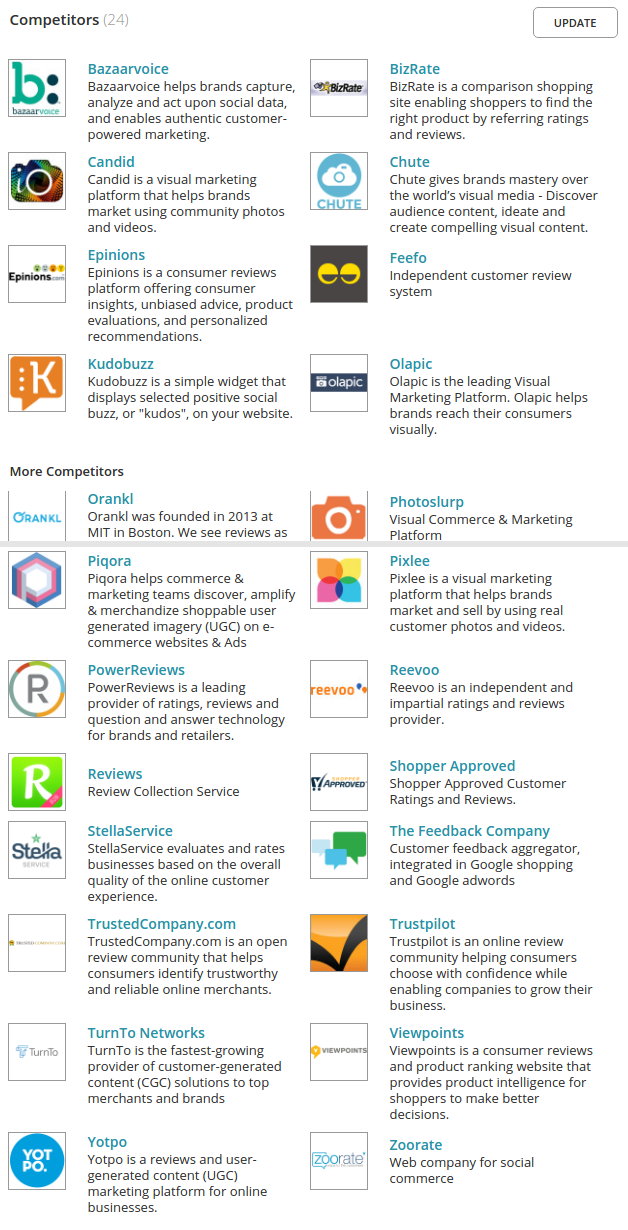 Competitors (24)
UPDATE
b:
bazaarvoice
Bazaarvoice
Bazaarvoice helps brands capture,
analyze and act upon social data,
and enables authentic customer-
powered marketing.
BizRate
BizRate
BizRate is a comparison shopping
site enabling shoppers to find the
right product by referring ratings
and reviews.
Candid
Candid is a visual marketing
platform that helps brands
market using community photos
and videos.
CHUTE
Chute
Chute gives brands mastery over
the world’s visual media - Discover
audience content, ideate and
create compelling visual content.
Epinions.com
Epinions
Epinions is a consumer reviews
platform offering consumer
insights, unbiased advice, product
evaluations, and personalized
recommendations.
Feefo
Independent customer review
system
K
Kudobuzz
Kudobuzz is a simple widget that
displays selected positive social
buzz, or "kudos", on your website.
olapic
Olapic
Olapic is the leading Visual
Marketing Platform. Olapic helps
brands reach their consumers
visually.
More Competitors
ORANKL
Orankl
Orankl was founded in 2013 at
MIT in Boston. We see reviews as
Photoslurp
Visual Commerce & Marketing
Platform
Piqora
Piqora helps commerce &
marketing teams discover, amplify
& merchandize shoppable user
generated imagery (UGC) on e-
commerce websites & Ads
Pixlee
Pixlee is a visual marketing
platform that helps brands
market and sell by using real
customer photos and videos.
R
PowerReviews
PowerReviews is a leading
provider of ratings, reviews and
question and answer technology
for brands and retailers.
reevoo
Reevoo
Reevoo is an independent and
impartial ratings and reviews
provider.
R
Reviews
Review Collection Service
SHOPPER
APPROVED
Shopper Approved
Shopper Approved Customer
Ratings and Reviews.
Stella
SERVICE
StellaService
StellaService evaluates and rates
businesses based on the overall
quality of the online customer
experience.
The Feedback Company
Customer feedback aggregator,
integrated in Google shopping
and Google adwords
TRUSTEDCOMPANY.COM
TrustedCompany.com
TrustedCompany.com is an open
review community that helps
consumers identify trustworthy
and reliable online merchants.
Trustpilot
Trustpilot is an online review
community helping consumers
choose with confidence while
enabling companies to grow their
business.
TurnTo
TurnTo Networks
TurnTo is the fastest-growing
provider of customer-generated
content (CGC) solutions to top
merchants and brands
VIEWPOINTS
Viewpoints
Viewpoints is a consumer reviews
and product ranking website that
provides product intelligence for
shoppers to make better
decisions.
YOT
PO.
Yotpo
Yotpo is a reviews and user-
generated content (UGC)
marketing platform for online
businesses.
zoorate
Zoorate
Web company for social
commerce